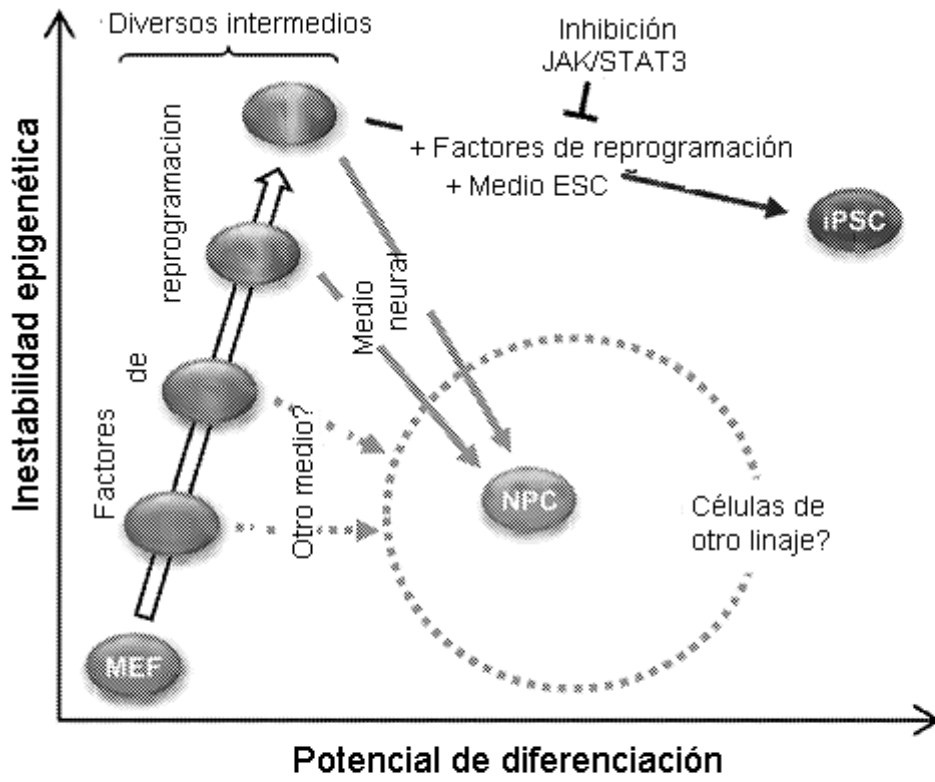 Diversos intermedios
Inhibición
JAK/STAT3
+ Factores de reprogramación
+ Medio ESC
iPSC
Factores de reprogramacion
Medio
neural
Otro medio?
NPC
Células de
otro linaje?
MEF
Inestabilidad epigenética
Potencial de diferenciación